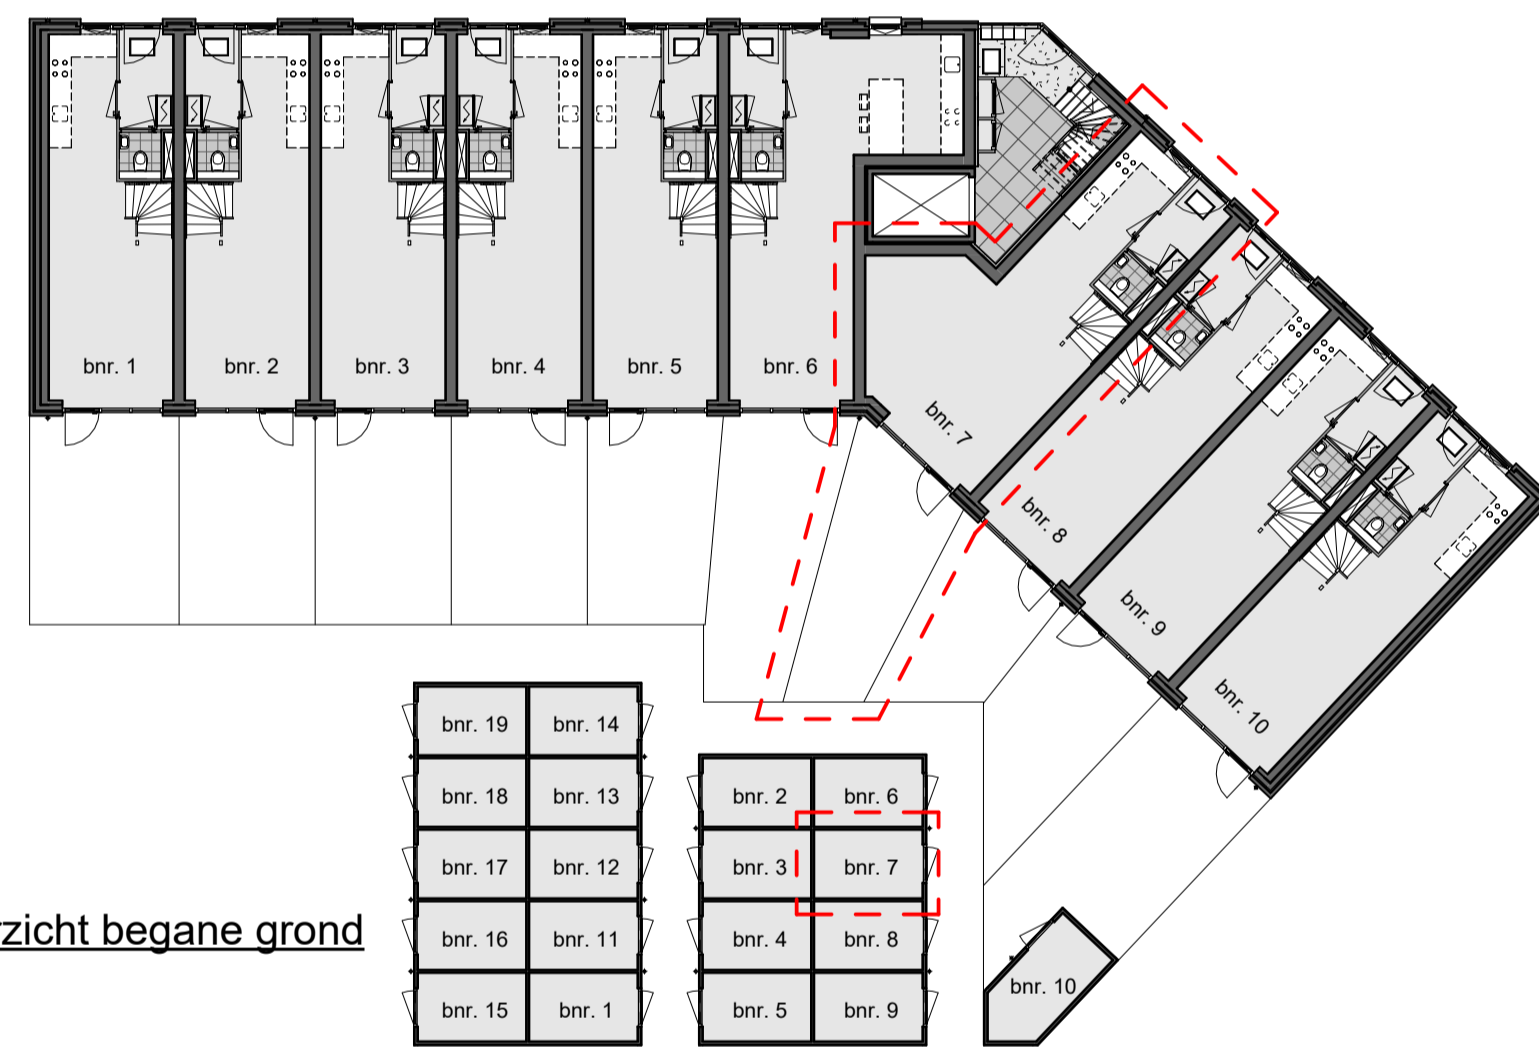 bnr. 1
bnr. 2
bnr. 3
bnr. 4
bnr. 5
bnr. 6
bnr. 7
bnr. 8
bnr. 9
bnr. 10
bnr. 19
bnr. 14
bnr. 18
bnr. 13
bnr. 17
bnr. 12
bnr. 16
bnr. 11
bnr. 15
bnr. 1
bnr. 2
bnr. 6
bnr. 3
bnr. 7
bnr. 4
bnr. 8
bnr. 5
bnr. 9
bnr. 10
rzicht begane grond